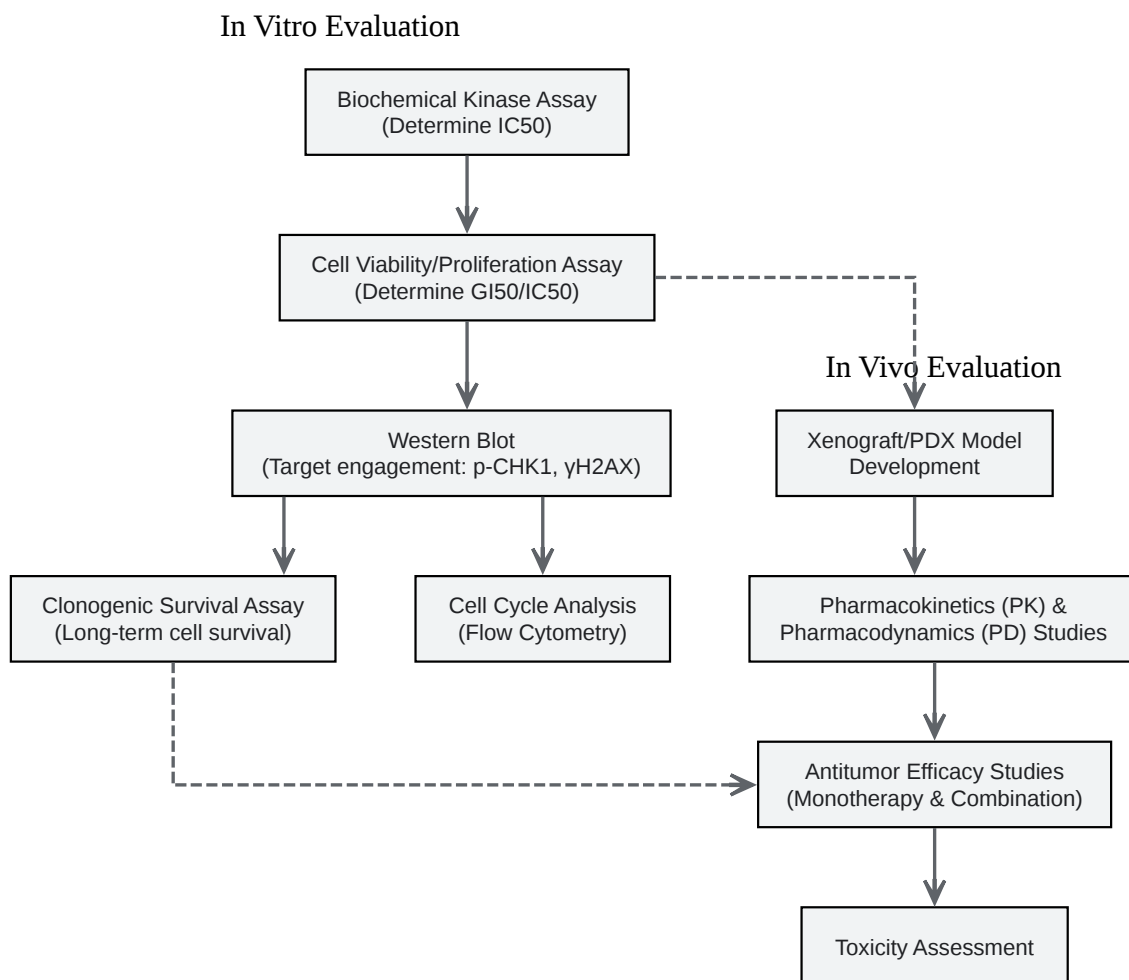 In Vitro Evaluation
Biochemical Kinase Assay
(Determine IC50)
Cell Viability/Proliferation Assay
(Determine GI50/IC50)
In Vivo Evaluation
Western Blot
(Target engagement: p-CHK1, γH2AX)
Xenograft/PDX Model
Development
Clonogenic Survival Assay
(Long-term cell survival)
Cell Cycle Analysis
(Flow Cytometry)
Pharmacokinetics (PK) &
Pharmacodynamics (PD) Studies
Antitumor Efficacy Studies
(Monotherapy & Combination)
Toxicity Assessment